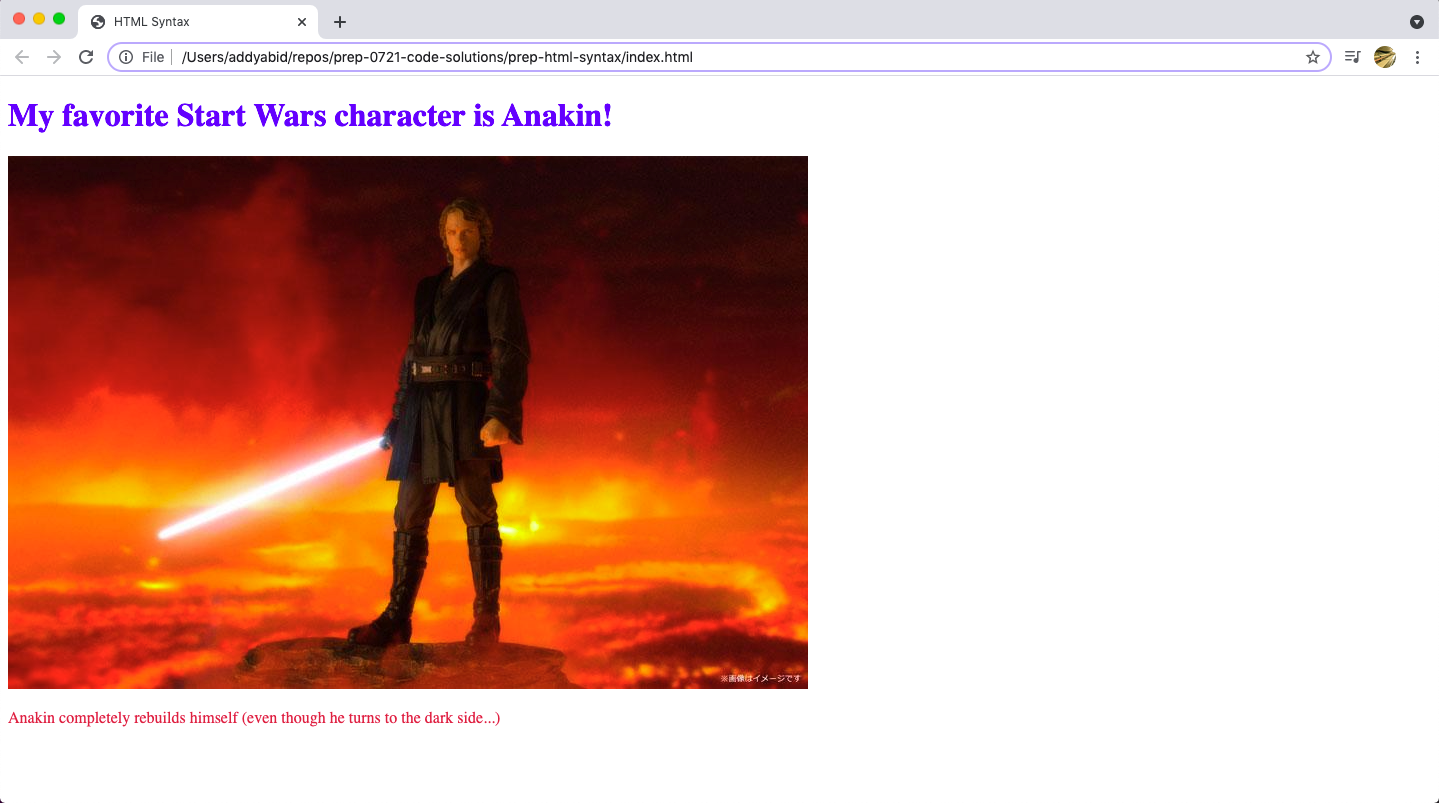 HTML Syntax
File
/Users/addyabid/repos/prep-0721-code-solutions/prep-html-syntax/index.html
My favorite Start Wars character is Anakin!
※画像はイメージです
Anakin completely rebuilds himself (even though he turns to the dark side...)